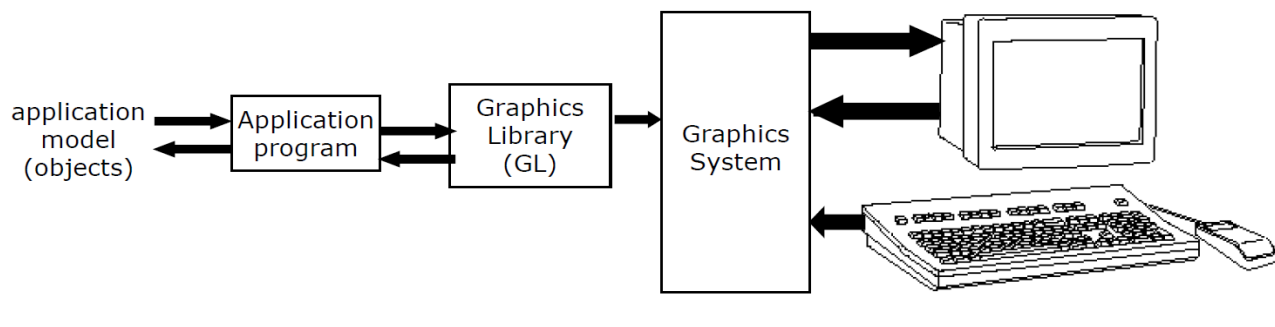 application
model
(objects)
Application
program
Graphics
Library
(GL)
Graphics
System